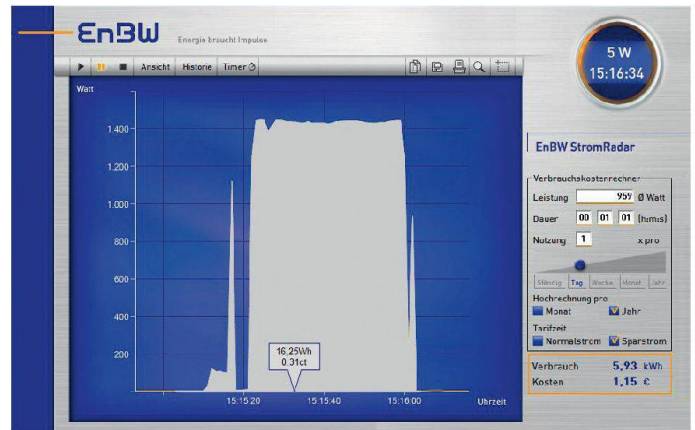 EnBW
Energie braucht Impulse
Ansicht Historie Timer
5 W
15:16:34
Watt
1.400
1.200
1.000
800
600
400
200
16,25Wh
0.31ct
15:15:20 15:15:40 15:16:00 Uhrzeit
EnBW StromRadar
Verbrauchskostenrechner
Leistung 959 Ø Watt
Dauer 00 01 01 (h:m:s)
Nutzung 1 x pro
Ständig Tag Woche Monat Jahr
Hochrechnung pro
Monat Jahr
Tarifzeit
Normalstrom Sparstrom
Verbrauch 5,93 kWh
Kosten 1,15 €